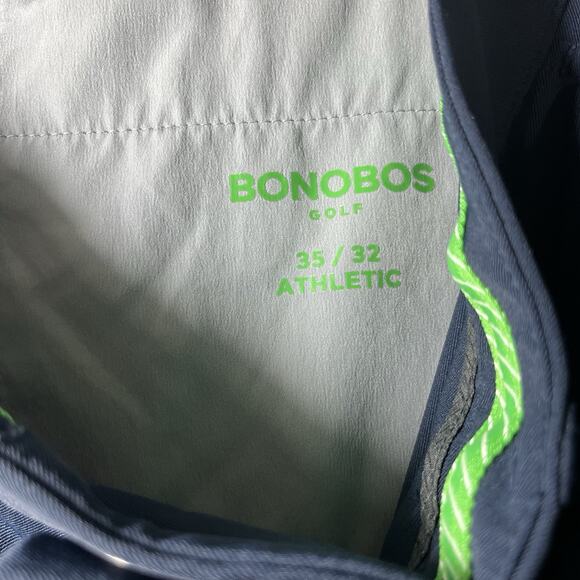 BONOBOS
GOLF
35 / 32
ATHLETIC